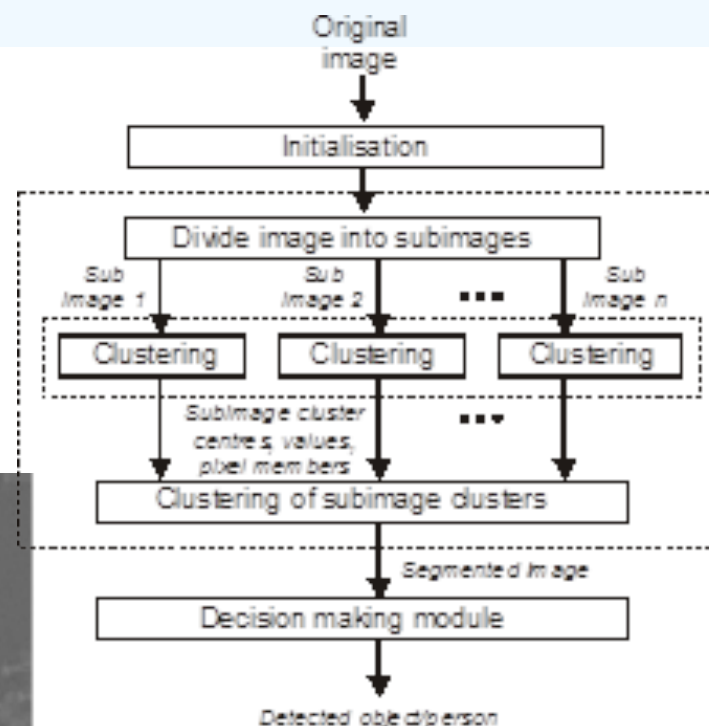 Original
image
Initialisation
Divide image into subimages
Sub
image 1
Sub
image 2
Sub
image n
Clustering
Clustering
Clustering
Subimage cluster
centres, values,
pixel members
Clustering of subimage clusters
Segmented image
Decision making module
Detected object/person